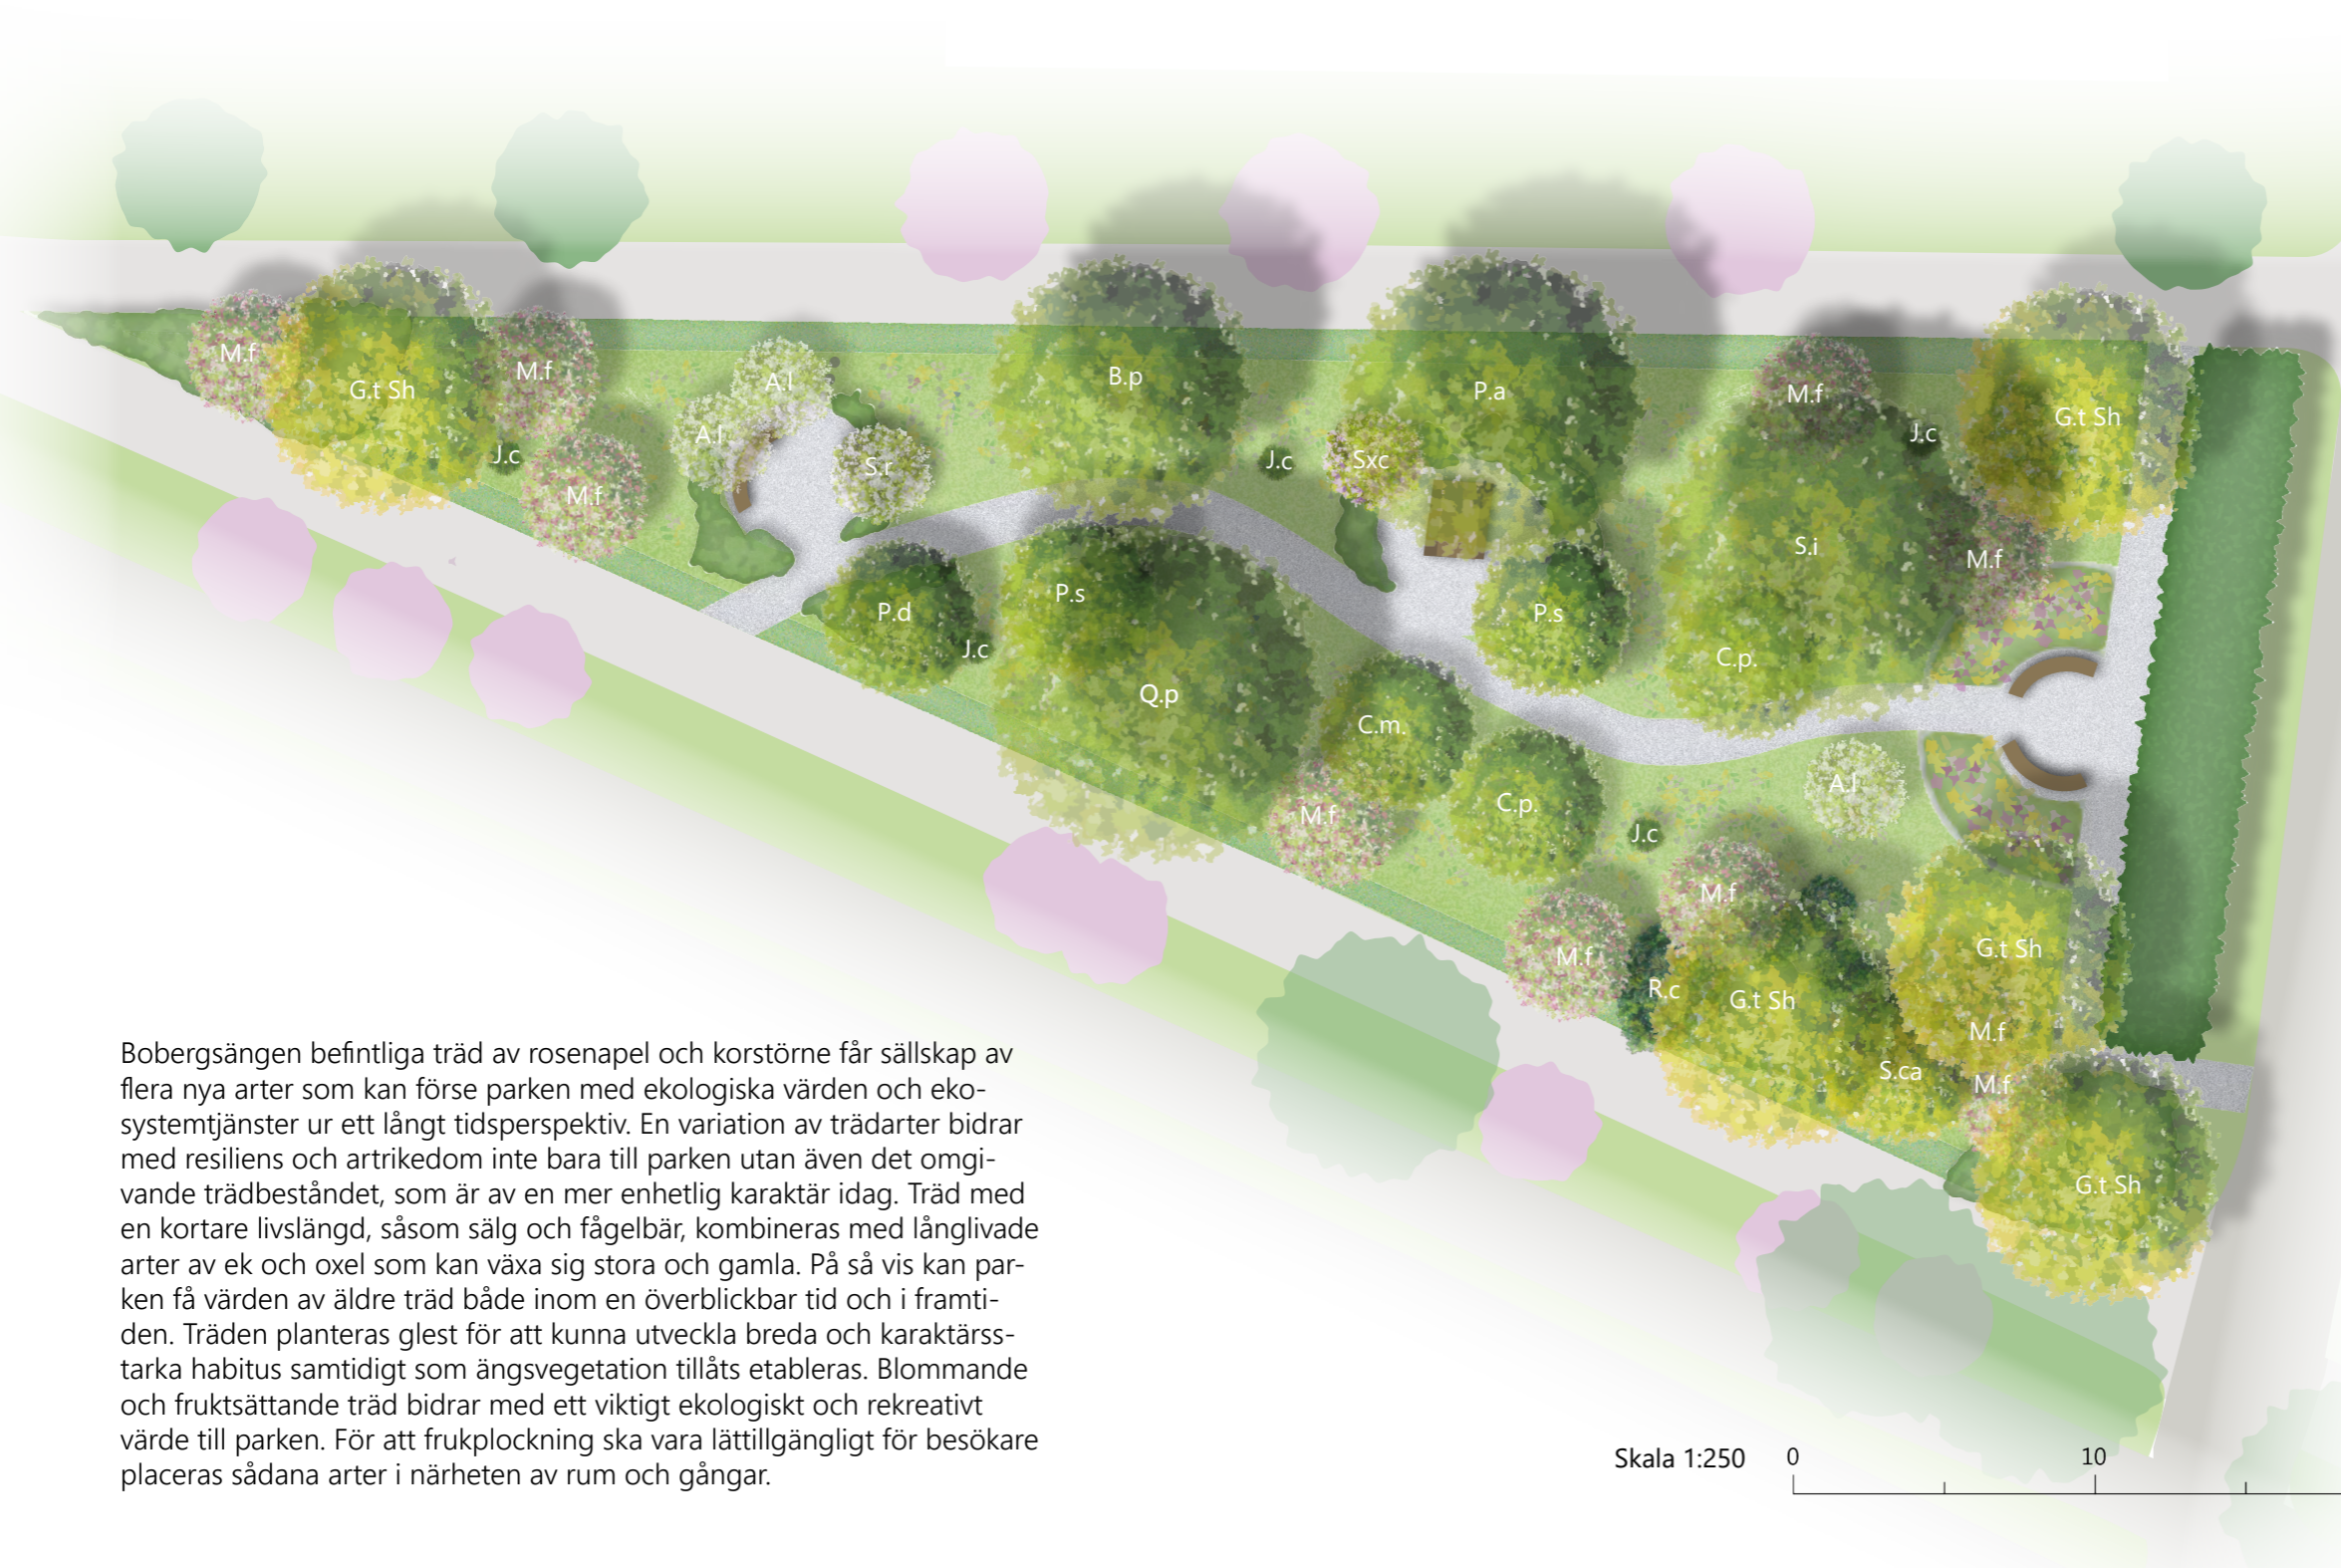 M.f
G.t Sh
M.f
A.l
B.p
P.a
M.f
G.t Sh
J.c
A.l
J.c
S.r
J.c
Sxc
M.f
S.i
M.f
P.d
P.s
P.s
J.c
C.p.
Q.p
C.m.
A.l
M.f
C.p.
J.c
M.f
M.f
G.t Sh
R.c
G.t Sh
M.f
S.ca
M.f
G.t Sh
Bobergsängen befintliga träd av rosenapel och korstörne får sällskap av
flera nya arter som kan förse parken med ekologiska värden och eko-
systemtjänster ur ett långt tidsperspektiv. En variation av trädarter bidrar
med resiliens och artrikedom inte bara till parken utan även det omgi-
vande trädbeståndet, som är av en mer enhetlig karaktär idag. Träd med
en kortare livslängd, såsom sälg och fågelbär, kombineras med långlivade
arter av ek och oxel som kan växa sig stora och gamla. På så vis kan par-
ken få värden av äldre träd både inom en överblickbar tid och i framti-
den. Träden planteras glest för att kunna utveckla breda och karaktärss-
tarka habitus samtidigt som ängsvegetation tillåts etableras. Blommande
och fruktsättande träd bidrar med ett viktigt ekologiskt och rekreativt
värde till parken. För att frukplockning ska vara lättillgängligt för besökare
placeras sådana arter i närheten av rum och gångar.
Skala 1:250 0 10